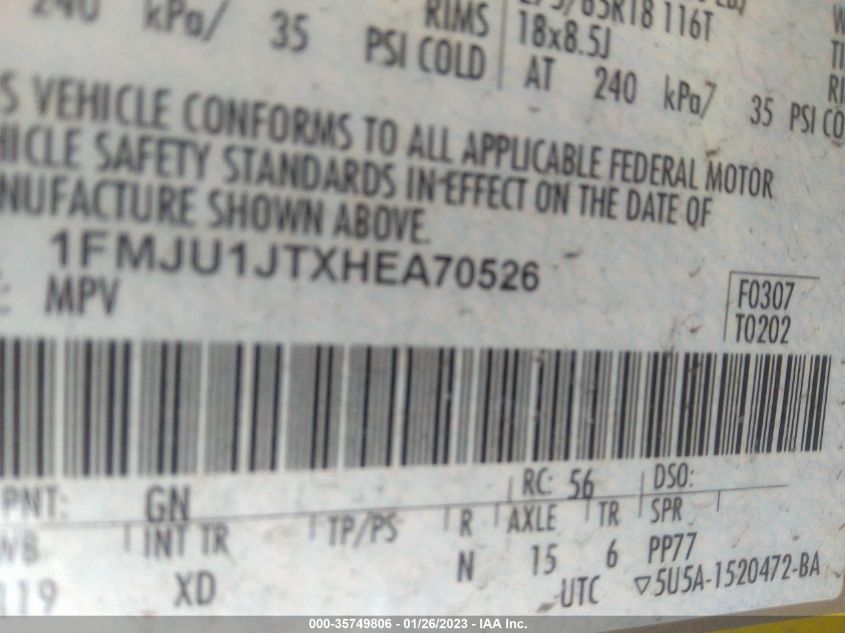 240 kPa/ 35 PSI COLD
RIMS 18x8.5J
AT 240 kPa/ 35 PSI CO
S VEHICLE CONFORMS TO ALL APPLICABLE FEDERAL MOTOR
HICLE SAFETY STANDARDS IN EFFECT ON THE DATE OF
NUFACTURE SHOWN ABOVE.
1FMJU1JTXHEA70526
MPV
F0307
T0202
PNT: GN RC: 56 DSO:
WB INT TR TP/PS R AXLE TR SPR
119 XD N 15 6 PP77
UTC ▽5U5A-1520472-BA
000-35749806 - 01/26/2023 - IAA Inc.